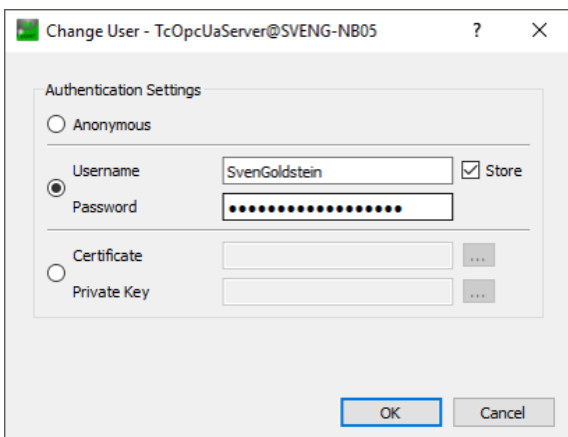 Change User - TcOpcUaServer@SVENG-NB05 ?
Authentication Settings
Anonymous
Username SvenGoldstein Store
Password ●●●●●●●●●●●●●●●●●●
Certificate ...
Private Key ...
OK Cancel